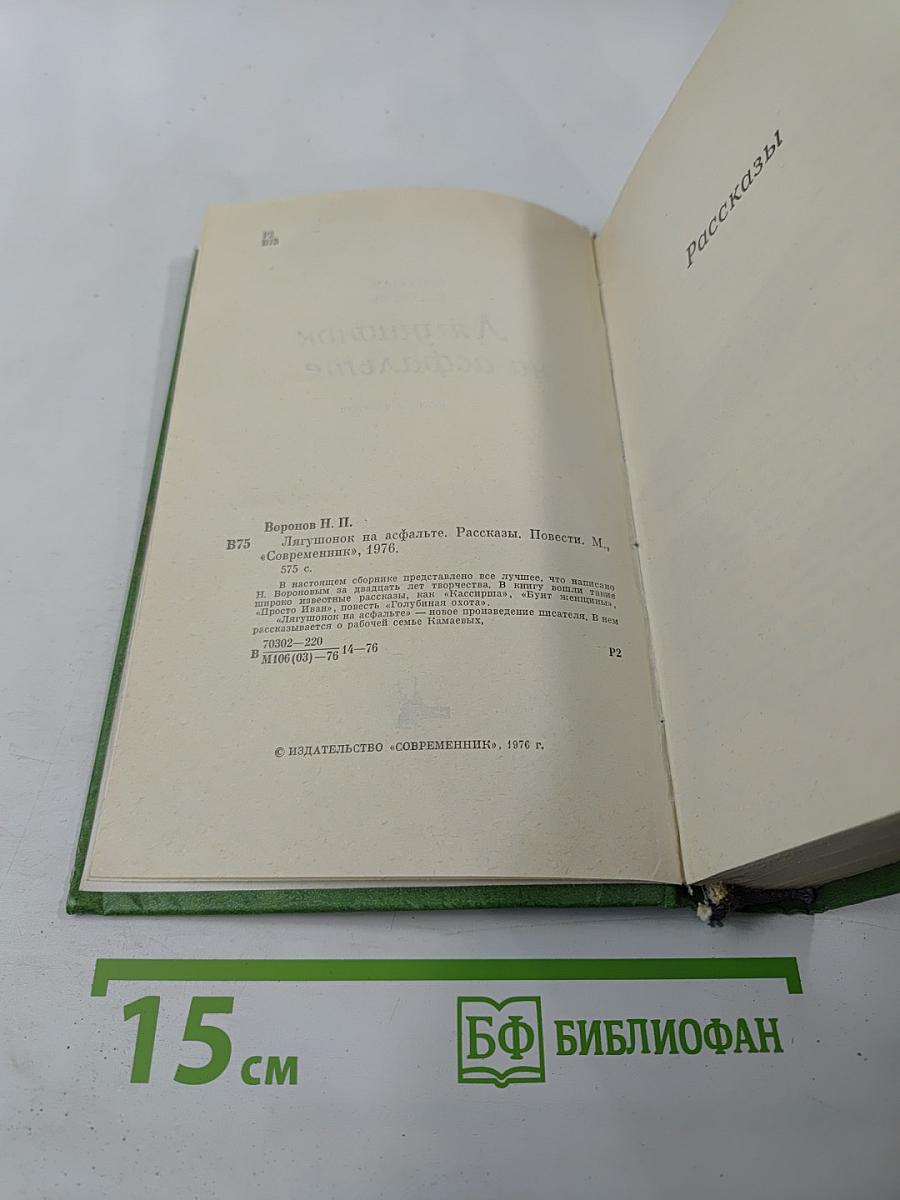 Р2
В75
Воронов Н. П.
В75 Лягушонок на асфальте. Рассказы. Повести. М.,
«Современник», 1976.
575 с.
В настоящем сборнике представлено все лучшее, что написано
Н. Вороновым за двадцать лет творчества. В книгу вошли такие
широко известные рассказы, как «Кассирша», «Бунт женщины»,
«Просто Иван», повесть «Голубиная охота».
«Лягушонок на асфальте» — новое произведение писателя. В нем
рассказывается о рабочей семье Камаевых.
В 70302—220
М106(03)—76 14—76
Р2
© ИЗДАТЕЛЬСТВО «СОВРЕМЕННИК», 1976 г.
Рассказы
15 см
БФ БИБЛИОФАН